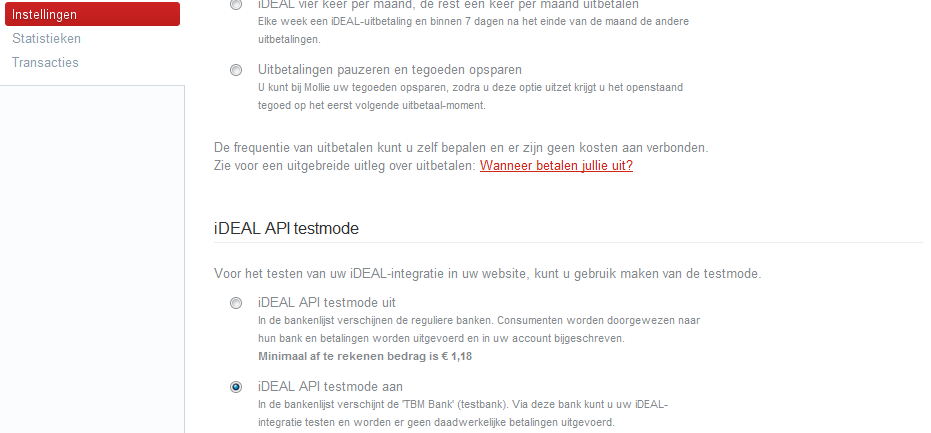 Instellingen
Statistieken
Transacties
iDEAL vier keer per maand, de rest een keer per maand uitbetalen
Elke week een iDEAL-uitbetaling en binnen 7 dagen na het einde van de maand de andere
uitbetalingen.
Uitbetalingen pauzeren en tegoeden opsparen
U kunt bij Mollie uw tegoeden opsparen, zodra u deze optie uitzet krijgt u het openstaand
tegoed op het eerst volgende uitbetaal-moment.
De frequentie van uitbetalen kunt u zelf bepalen en er zijn geen kosten aan verbonden.
Zie voor een uitgebreide uitleg over uitbetalen: Wanneer betalen jullie uit?
iDEAL API testmode
Voor het testen van uw iDEAL-integratie in uw website, kunt u gebruik maken van de testmode.
iDEAL API testmode uit
In de bankenlijst verschijnen de reguliere banken. Consumenten worden doorgewezen naar
hun bank en betalingen worden uitgevoerd en in uw account bijgeschreven.
Minimaal af te rekenen bedrag is € 1,18
iDEAL API testmode aan
In de bankenlijst verschijnt de 'TBM Bank' (testbank). Via deze bank kunt u uw iDEAL-
integratie testen en worden er geen daadwerkelijke betalingen uitgevoerd.